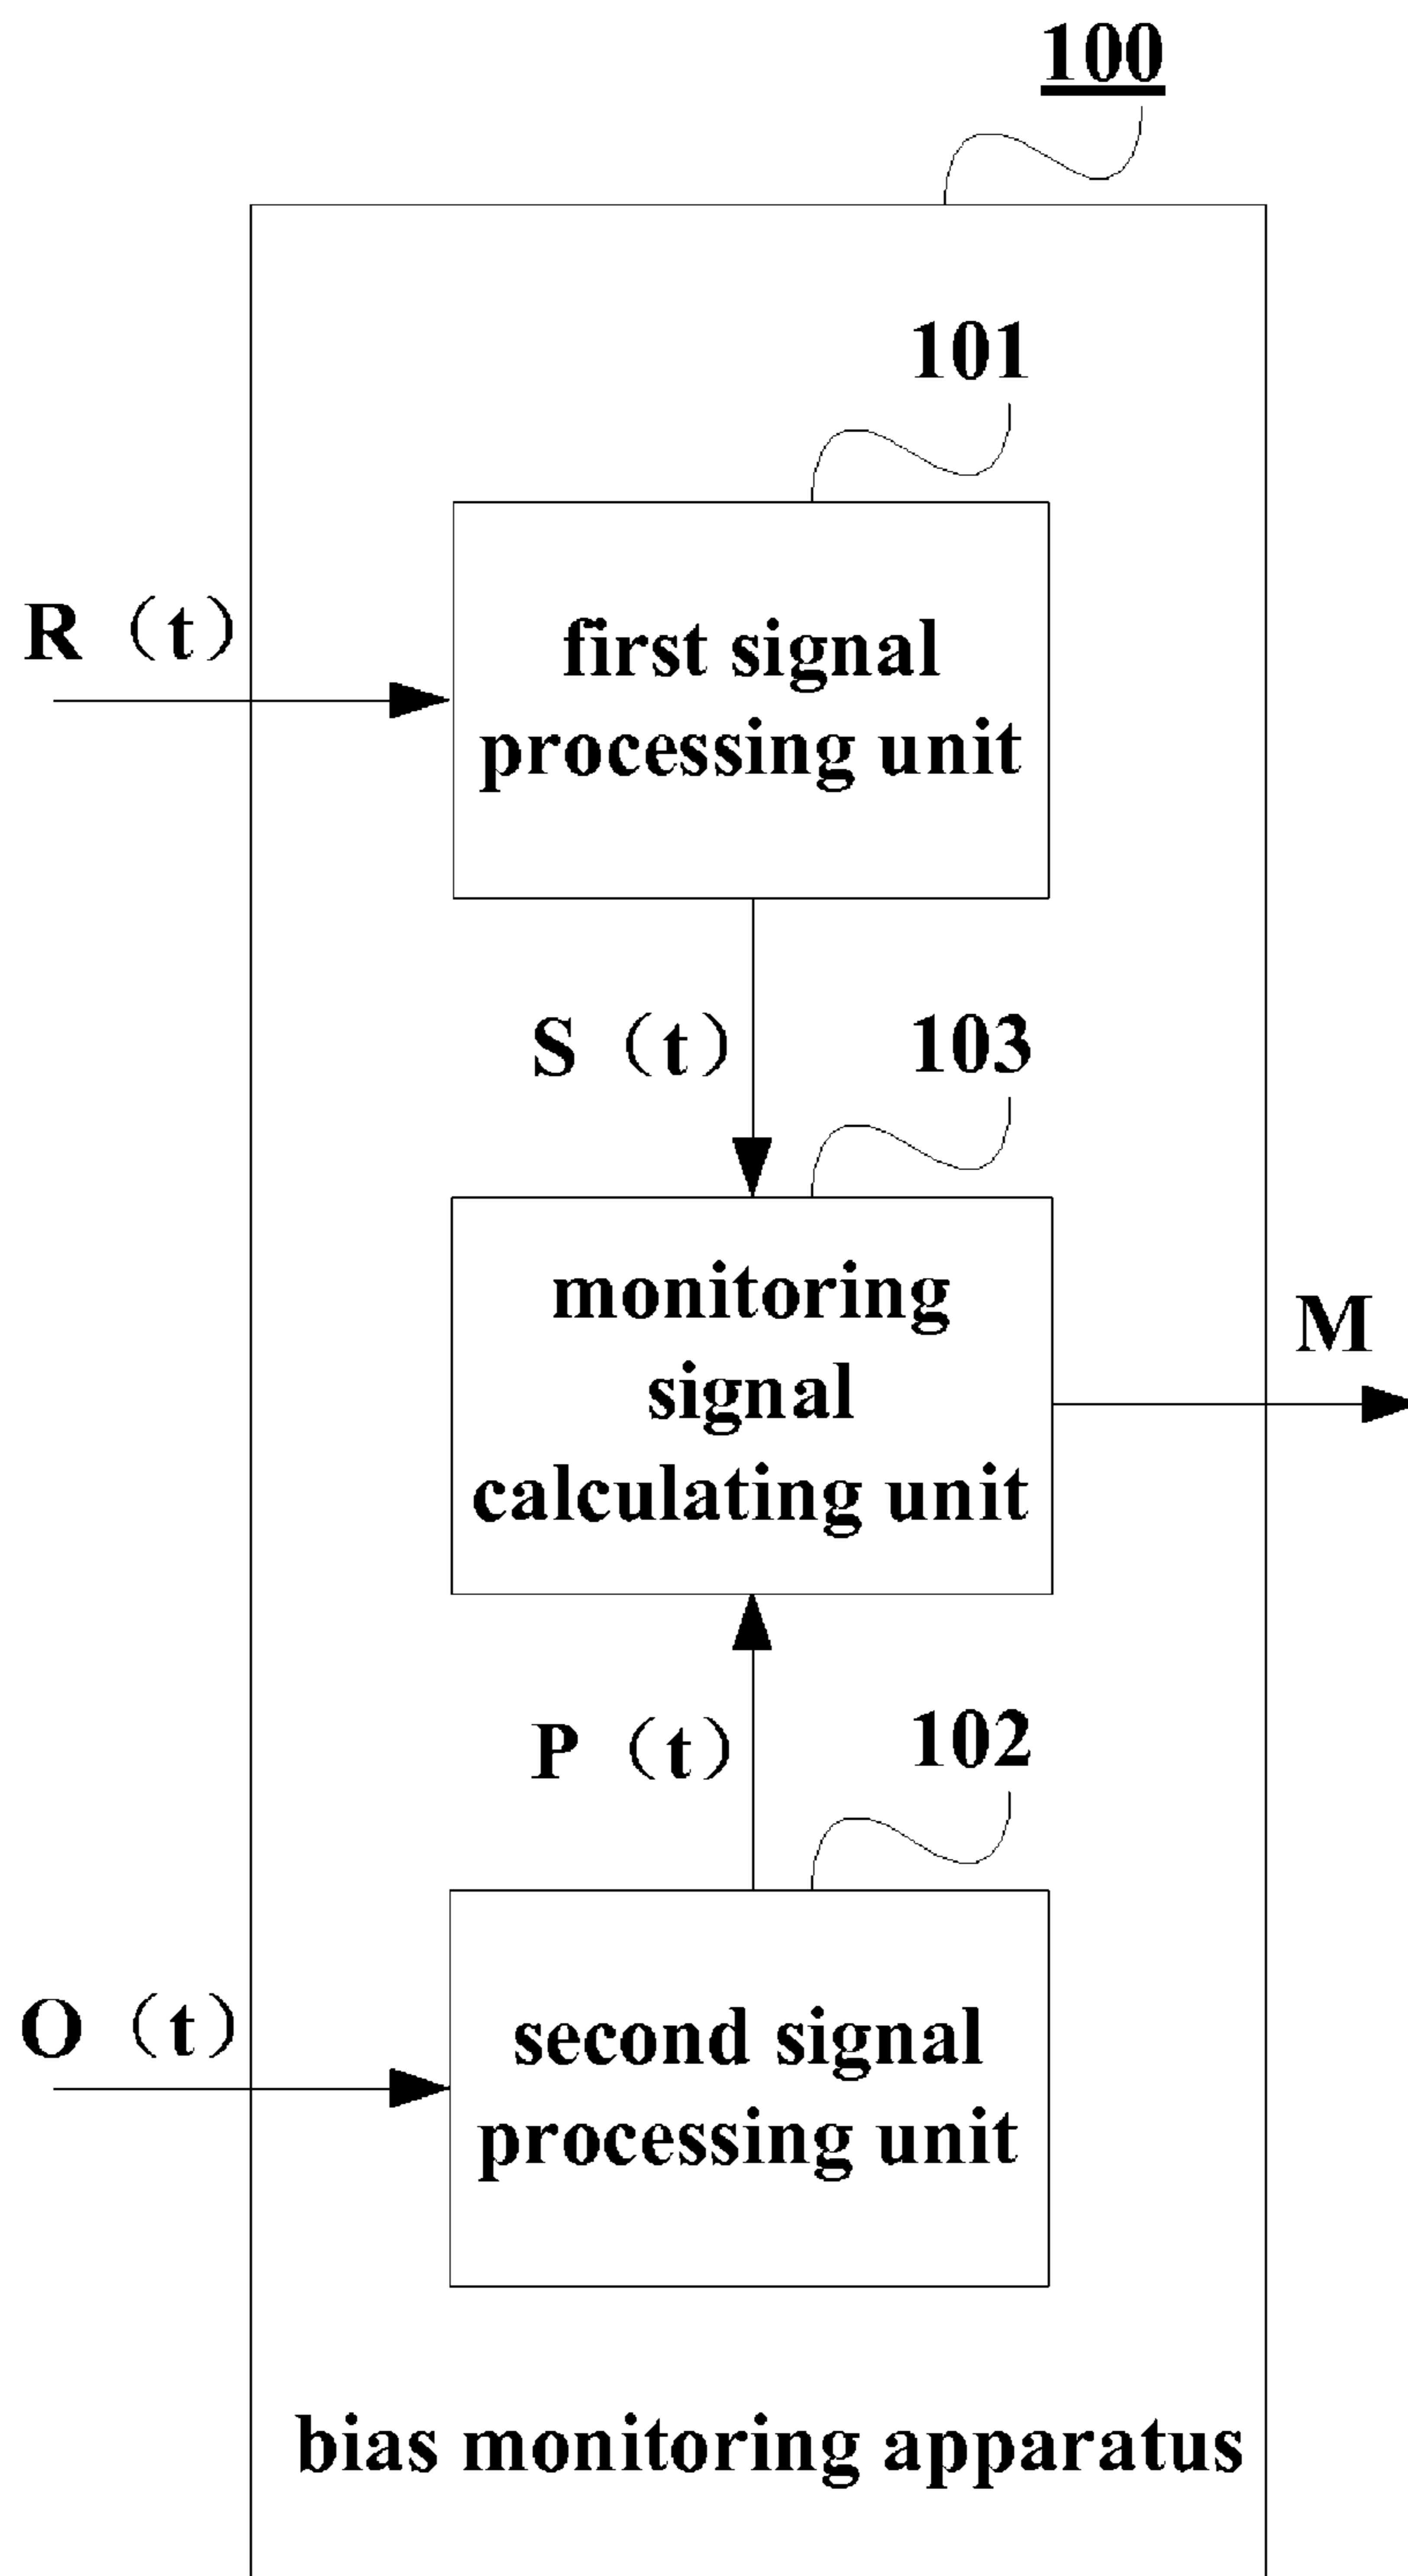 100
101
R（t）
first signal
processing unit
S（t）
103
monitoring
signal
calculating unit
M
P（t）
102
O（t）
second signal
processing unit
bias monitoring apparatus